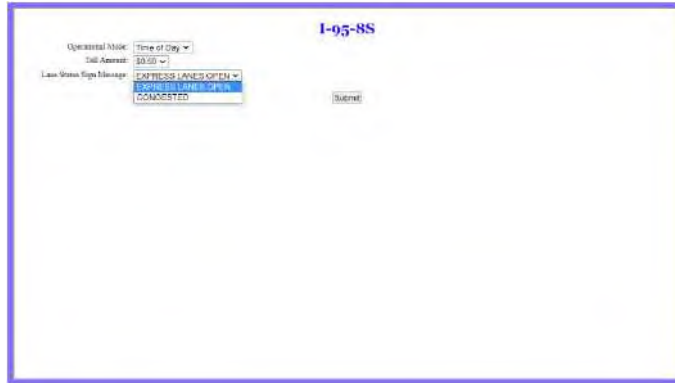 I-95-8S
Operational Mode: Time of Day
Toll Amount: $0.50
Lane Status Sign Message: EXPRESS LANES OPEN
EXPRESS LANES OPEN
CONGESTED
Submit